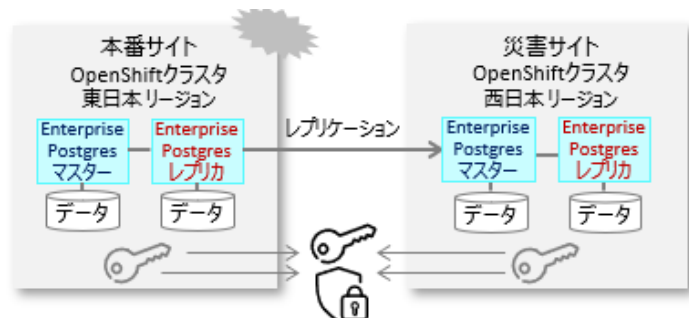 本番サイト
OpenShiftクラスタ
東日本リージョン
Enterprise
Postgres
マスター
Enterprise
Postgres
レプリカ
データ
データ
レプリケーション
災害サイト
OpenShiftクラスタ
西日本リージョン
Enterprise
Postgres
マスター
Enterprise
Postgres
レプリカ
データ
データ